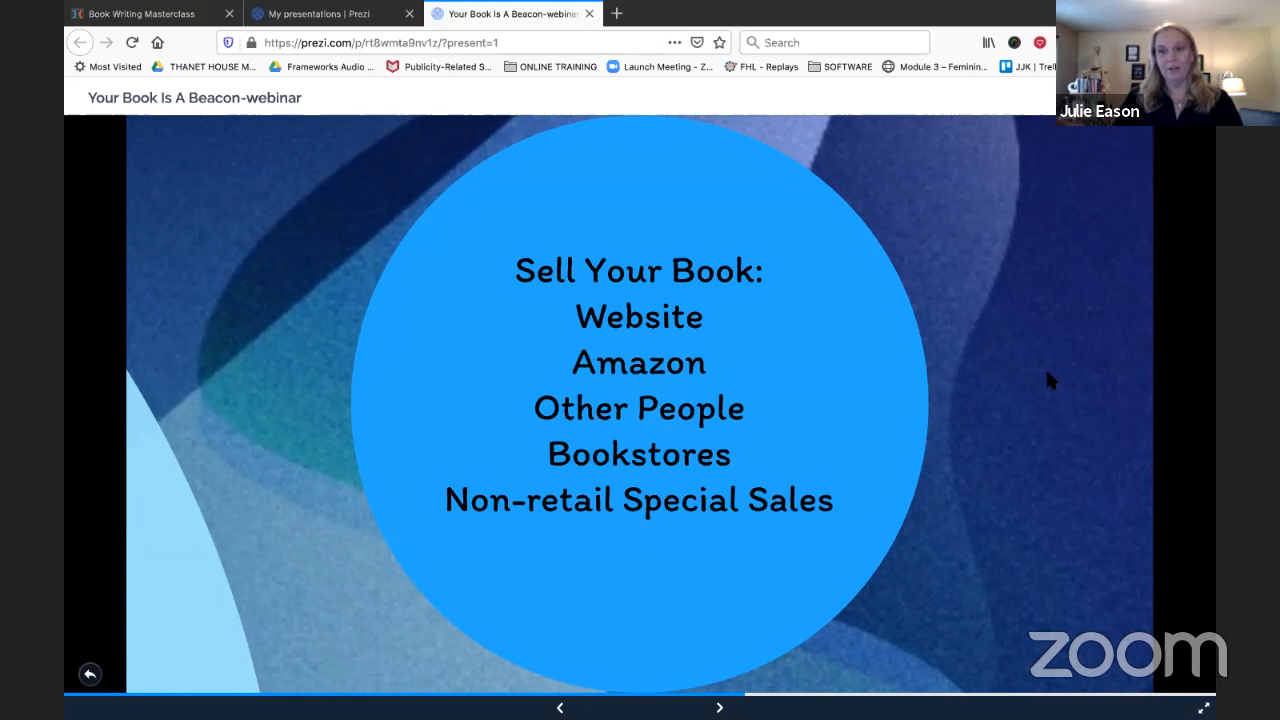 Book Writing Masterclass
My presentations | Prezi
Your Book Is A Beacon-webinar
https://prezi.com/p/rt8wmta9nv1z/?present=1
Search
Most Visited
THANET HOUSE M...
Frameworks Audio ...
Publicity-Related S...
ONLINE TRAINING
Launch Meeting - Z...
FHL - Replays
SOFTWARE
Module 3 – Feminin...
JJK | Trell
Julie Eason
Your Book Is A Beacon-webinar
Sell Your Book:
Website
Amazon
Other People
Bookstores
Non-retail Special Sales
zoom